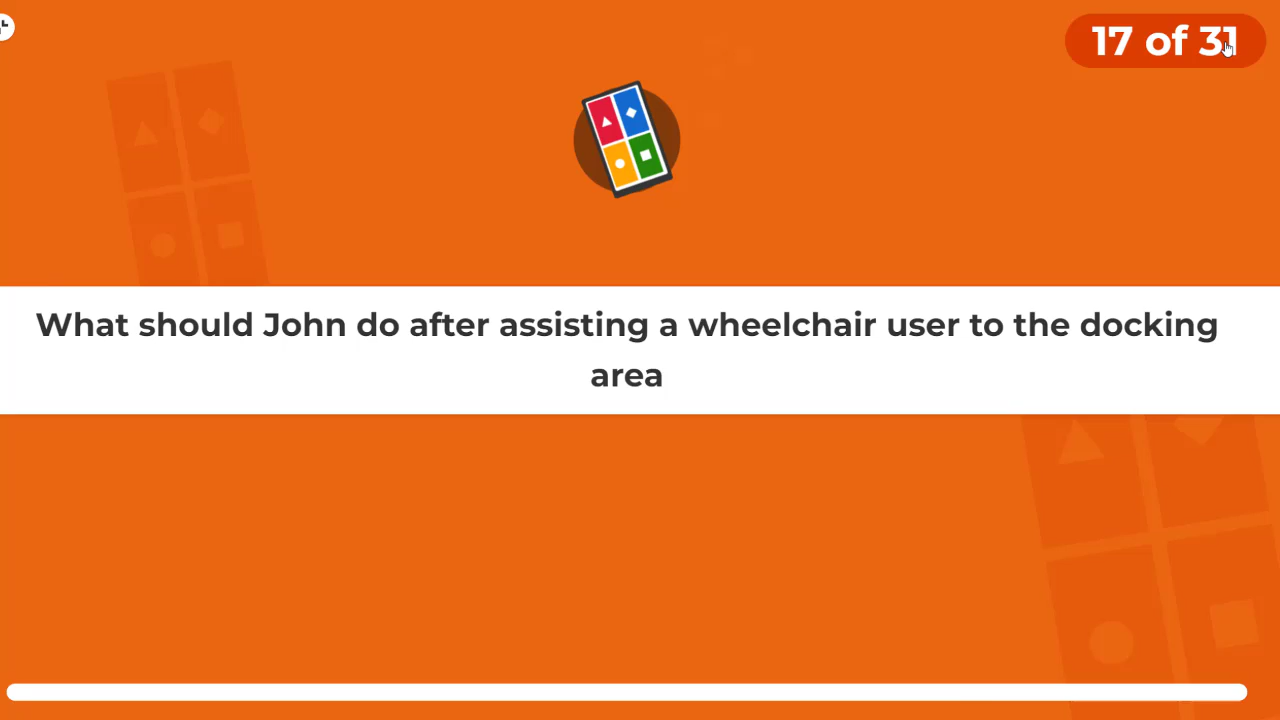 17 of 31
What should John do after assisting a wheelchair user to the docking
area